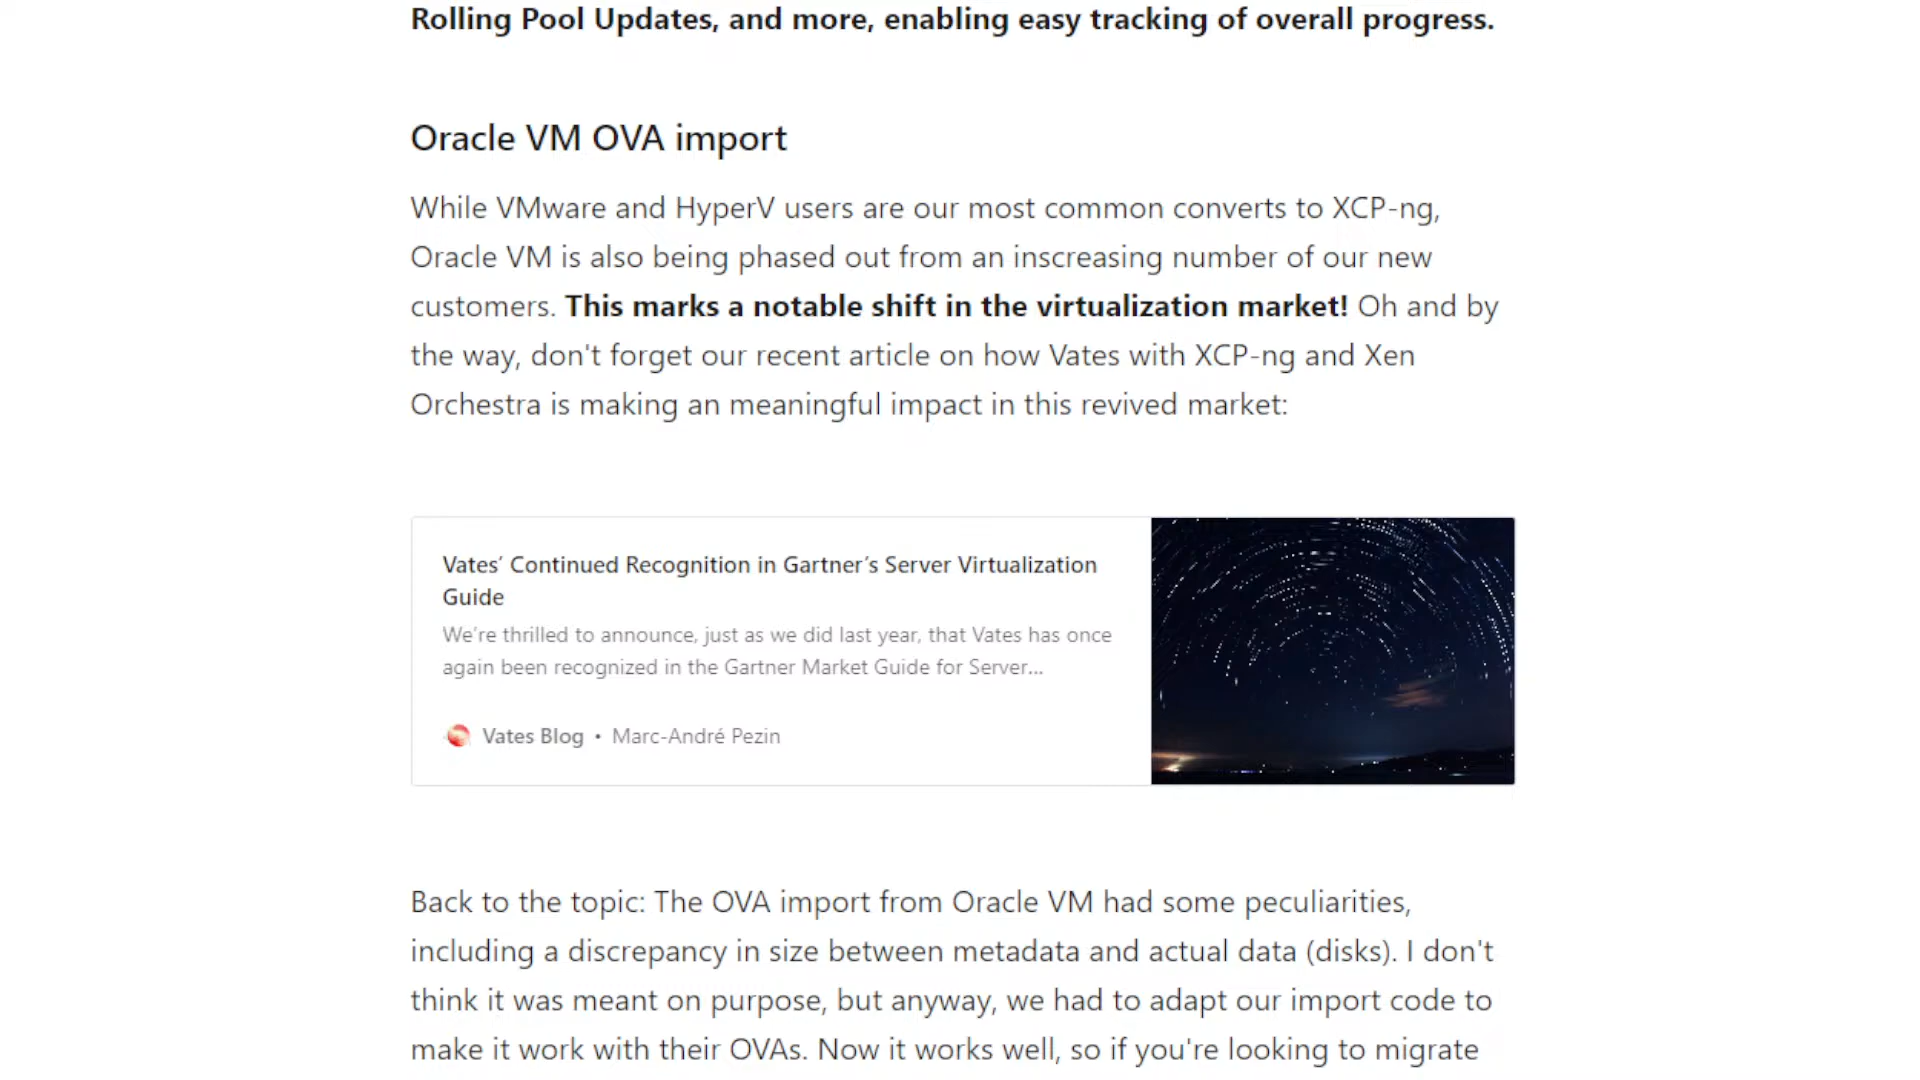 Rolling Pool Updates, and more, enabling easy tracking of overall progress.
Oracle VM OVA import
While VMware and HyperV users are our most common converts to XCP-ng,
Oracle VM is also being phased out from an inscreasing number of our new
customers. This marks a notable shift in the virtualization market! Oh and by
the way, don't forget our recent article on how Vates with XCP-ng and Xen
Orchestra is making an meaningful impact in this revived market:
Vates’ Continued Recognition in Gartner’s Server Virtualization
Guide
We’re thrilled to announce, just as we did last year, that Vates has once
again been recognized in the Gartner Market Guide for Server...
Vates Blog • Marc-André Pezin
Back to the topic: The OVA import from Oracle VM had some peculiarities,
including a discrepancy in size between metadata and actual data (disks). I don't
think it was meant on purpose, but anyway, we had to adapt our import code to
make it work with their OVAs. Now it works well, so if you're looking to migrate